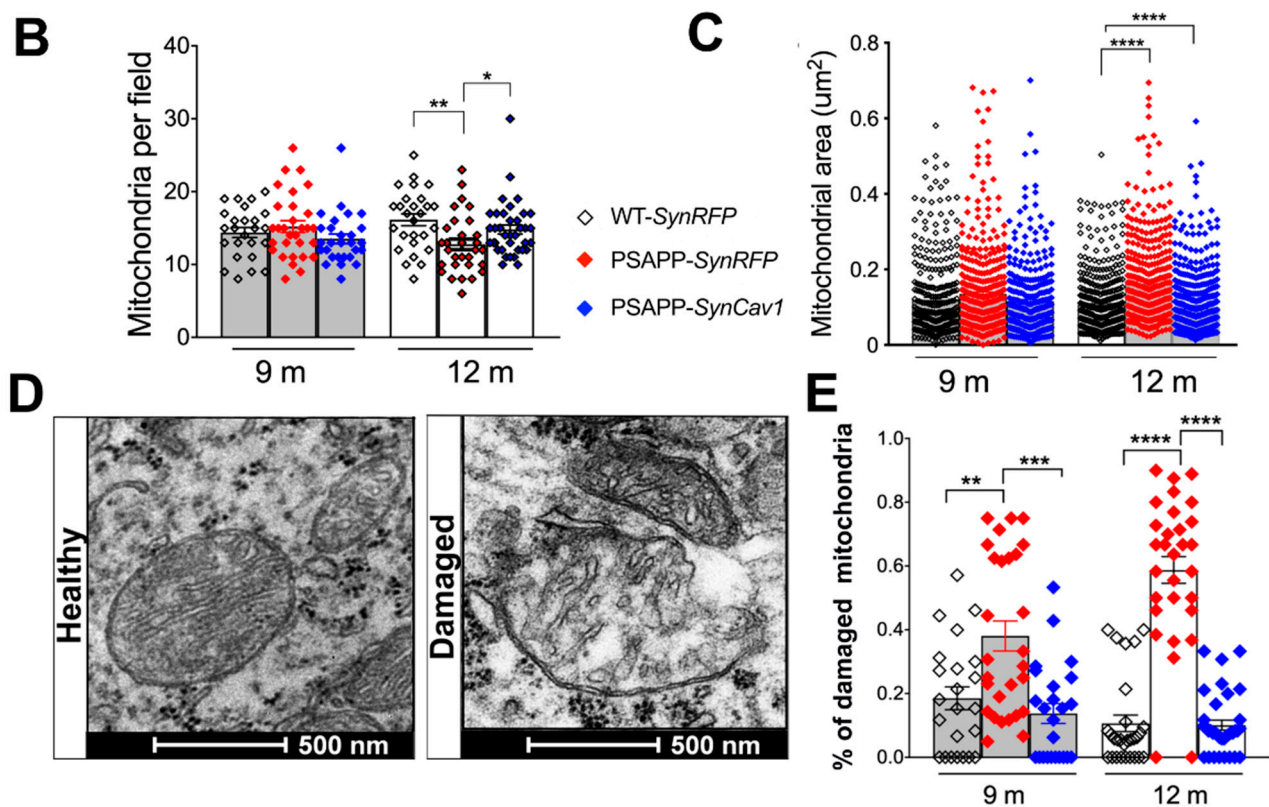 B
Mitochondria per field
40
30
20
10
0
**
*
9 m
12 m
WT-SynRFP
PSAPP-SynRFP
PSAPP-SynCav1
C
Mitochondrial area (um²)
0.8
0.6
0.4
0.2
0
****
****
9 m
12 m
D
Healthy
500 nm
Damaged
500 nm
E
% of damaged mitochondria
1.0
0.8
0.6
0.4
0.2
0.0
**
***
****
****
9 m
12 m